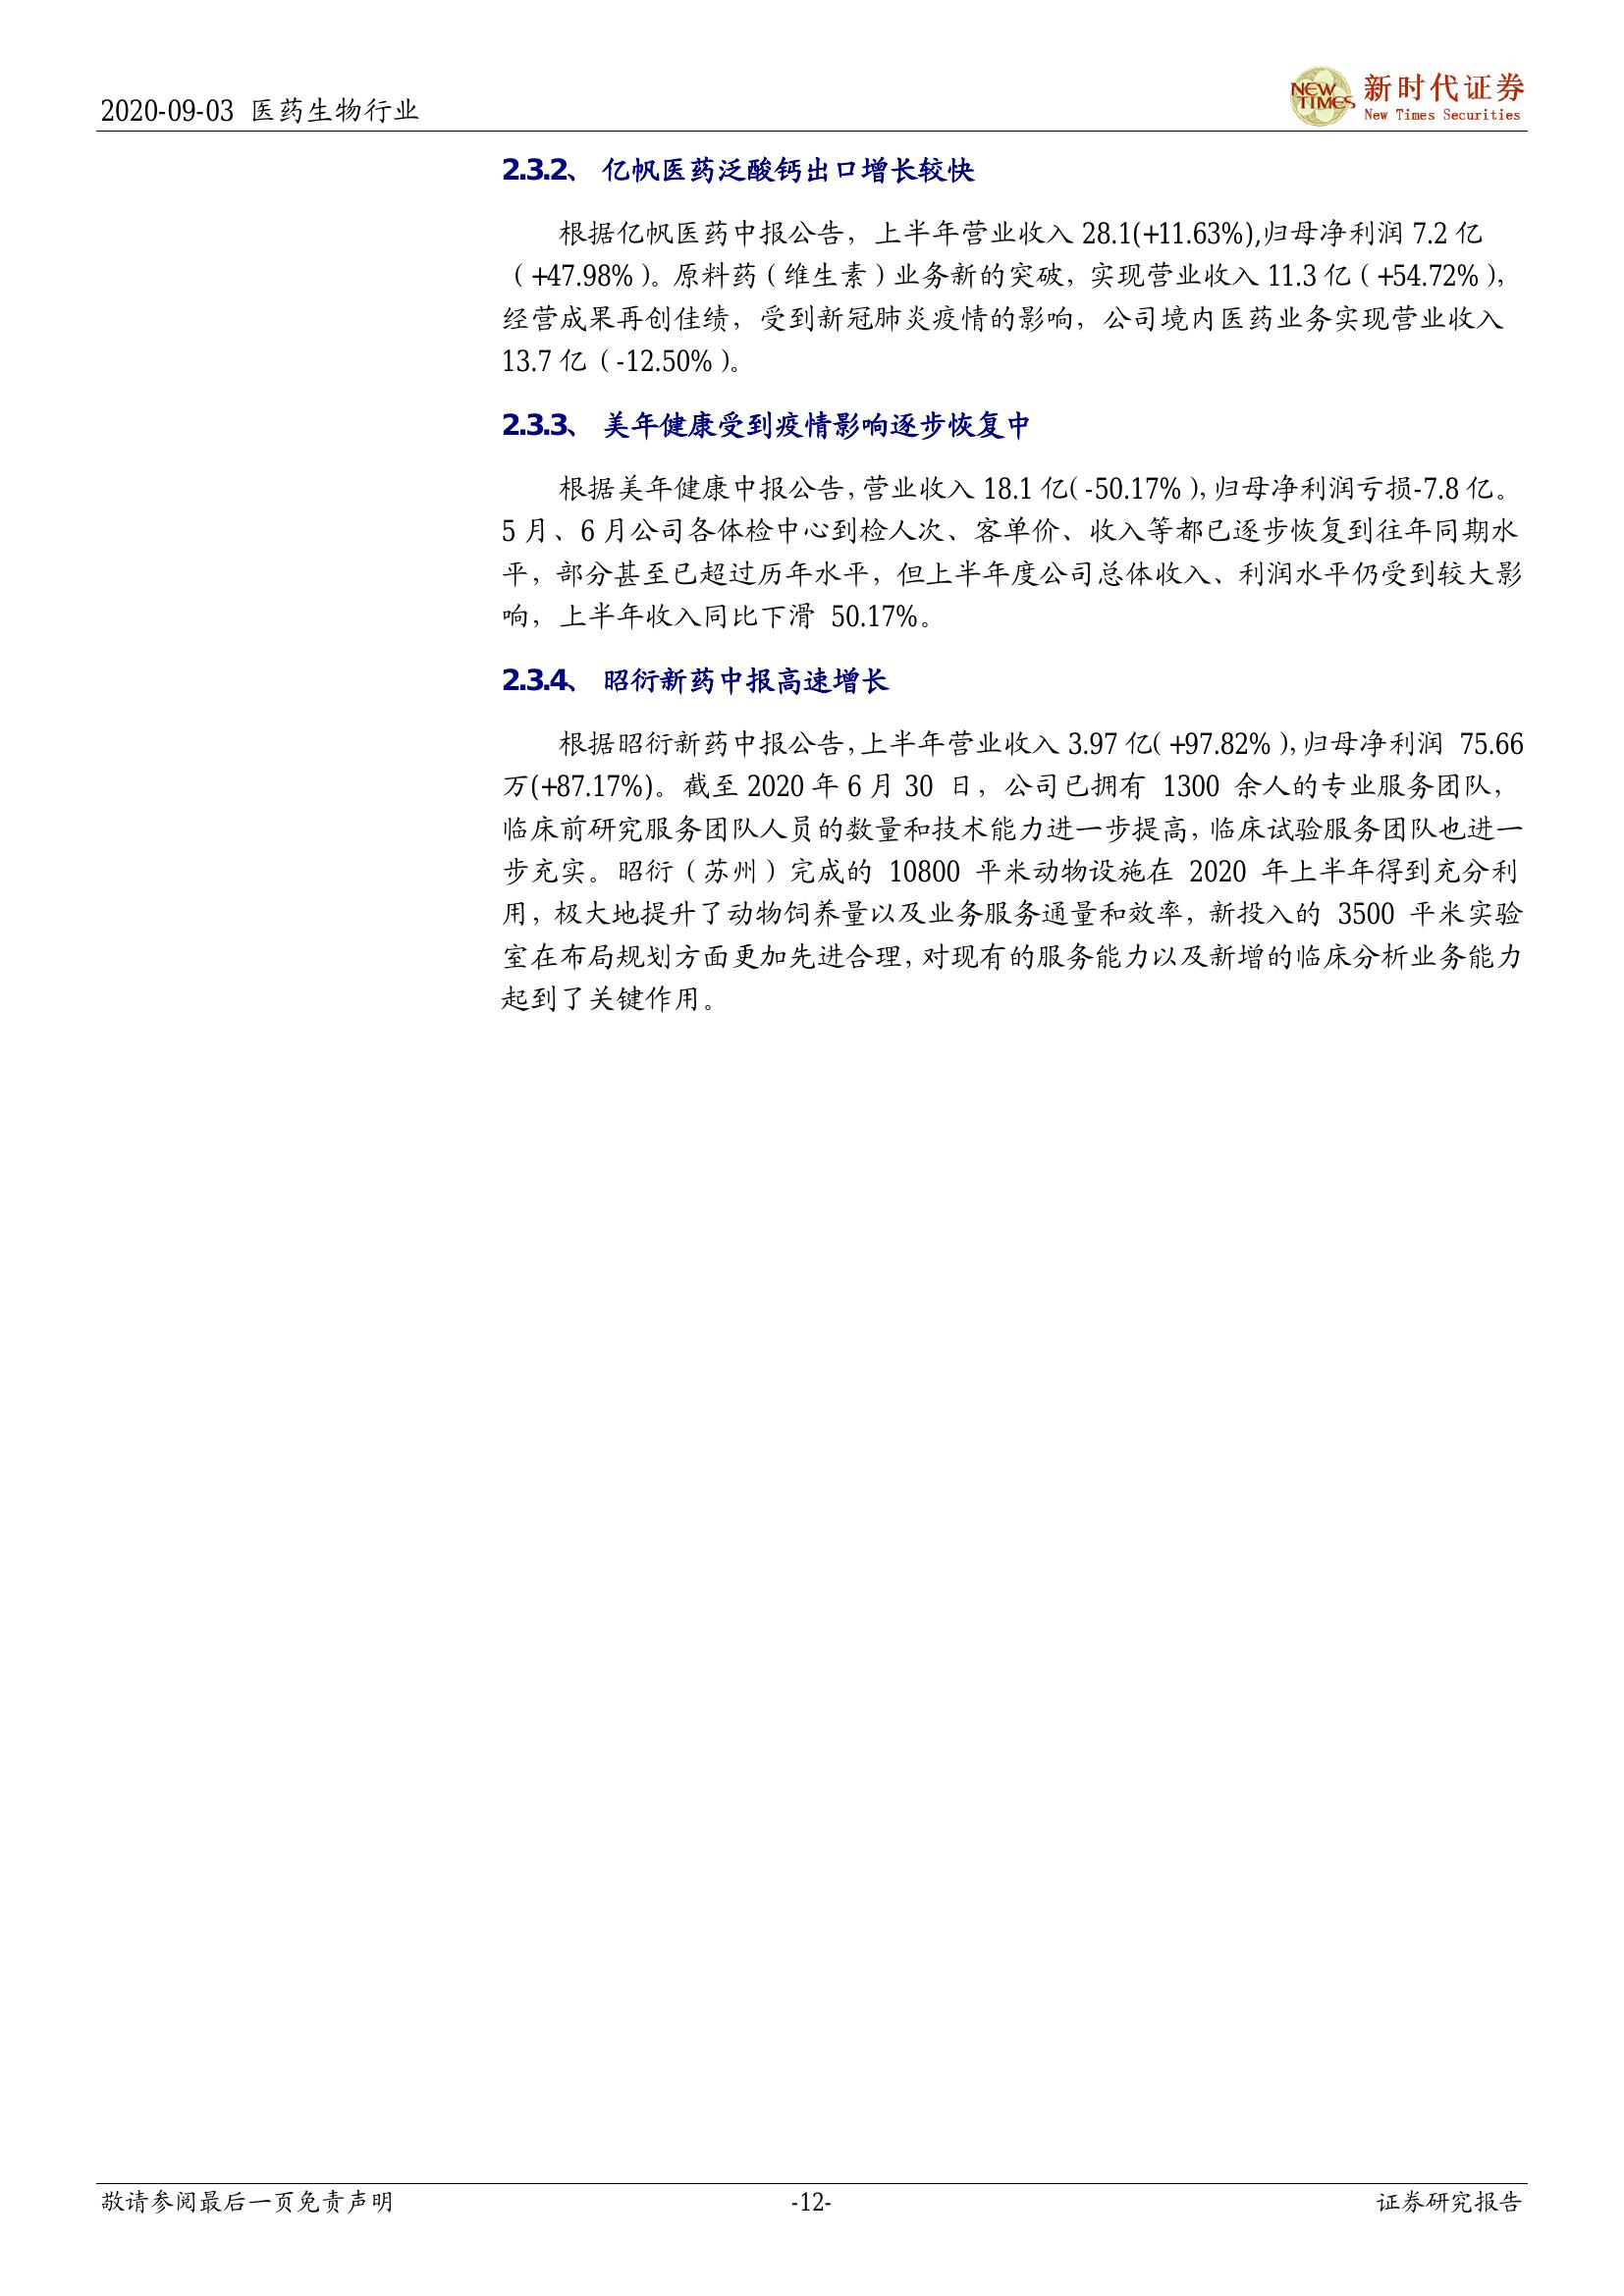 2020-09-03 医药生物行业
NEW TIMES 新时代证券
New Times Securities
2.3.2、 亿帆医药泛酸钙出口增长较快
根据亿帆医药中报公告，上半年营业收入 28.1(+11.63%),归母净利润 7.2 亿
（+47.98%）。原料药（维生素）业务新的突破，实现营业收入 11.3 亿（+54.72%），
经营成果再创佳绩，受到新冠肺炎疫情的影响，公司境内医药业务实现营业收入
13.7 亿（-12.50%）。
2.3.3、 美年健康受到疫情影响逐步恢复中
根据美年健康中报公告，营业收入 18.1 亿（-50.17%），归母净利润亏损-7.8 亿。
5 月、6 月公司各体检中心到检人次、客单价、收入等都已逐步恢复到往年同期水
平，部分甚至已超过历年水平，但上半年度公司总体收入、利润水平仍受到较大影
响，上半年收入同比下滑 50.17%。
2.3.4、 昭衍新药中报高速增长
根据昭衍新药中报公告，上半年营业收入 3.97 亿（+97.82%），归母净利润 75.66
万(+87.17%)。截至 2020 年 6 月 30 日，公司已拥有 1300 余人的专业服务团队，
临床前研究服务团队人员的数量和技术能力进一步提高，临床试验服务团队也进一
步充实。昭衍（苏州）完成的 10800 平米动物设施在 2020 年上半年得到充分利
用，极大地提升了动物饲养量以及业务服务通量和效率，新投入的 3500 平米实验
室在布局规划方面更加先进合理，对现有的服务能力以及新增的临床分析业务能力
起到了关键作用。
敬请参阅最后一页免责声明 -12- 证券研究报告